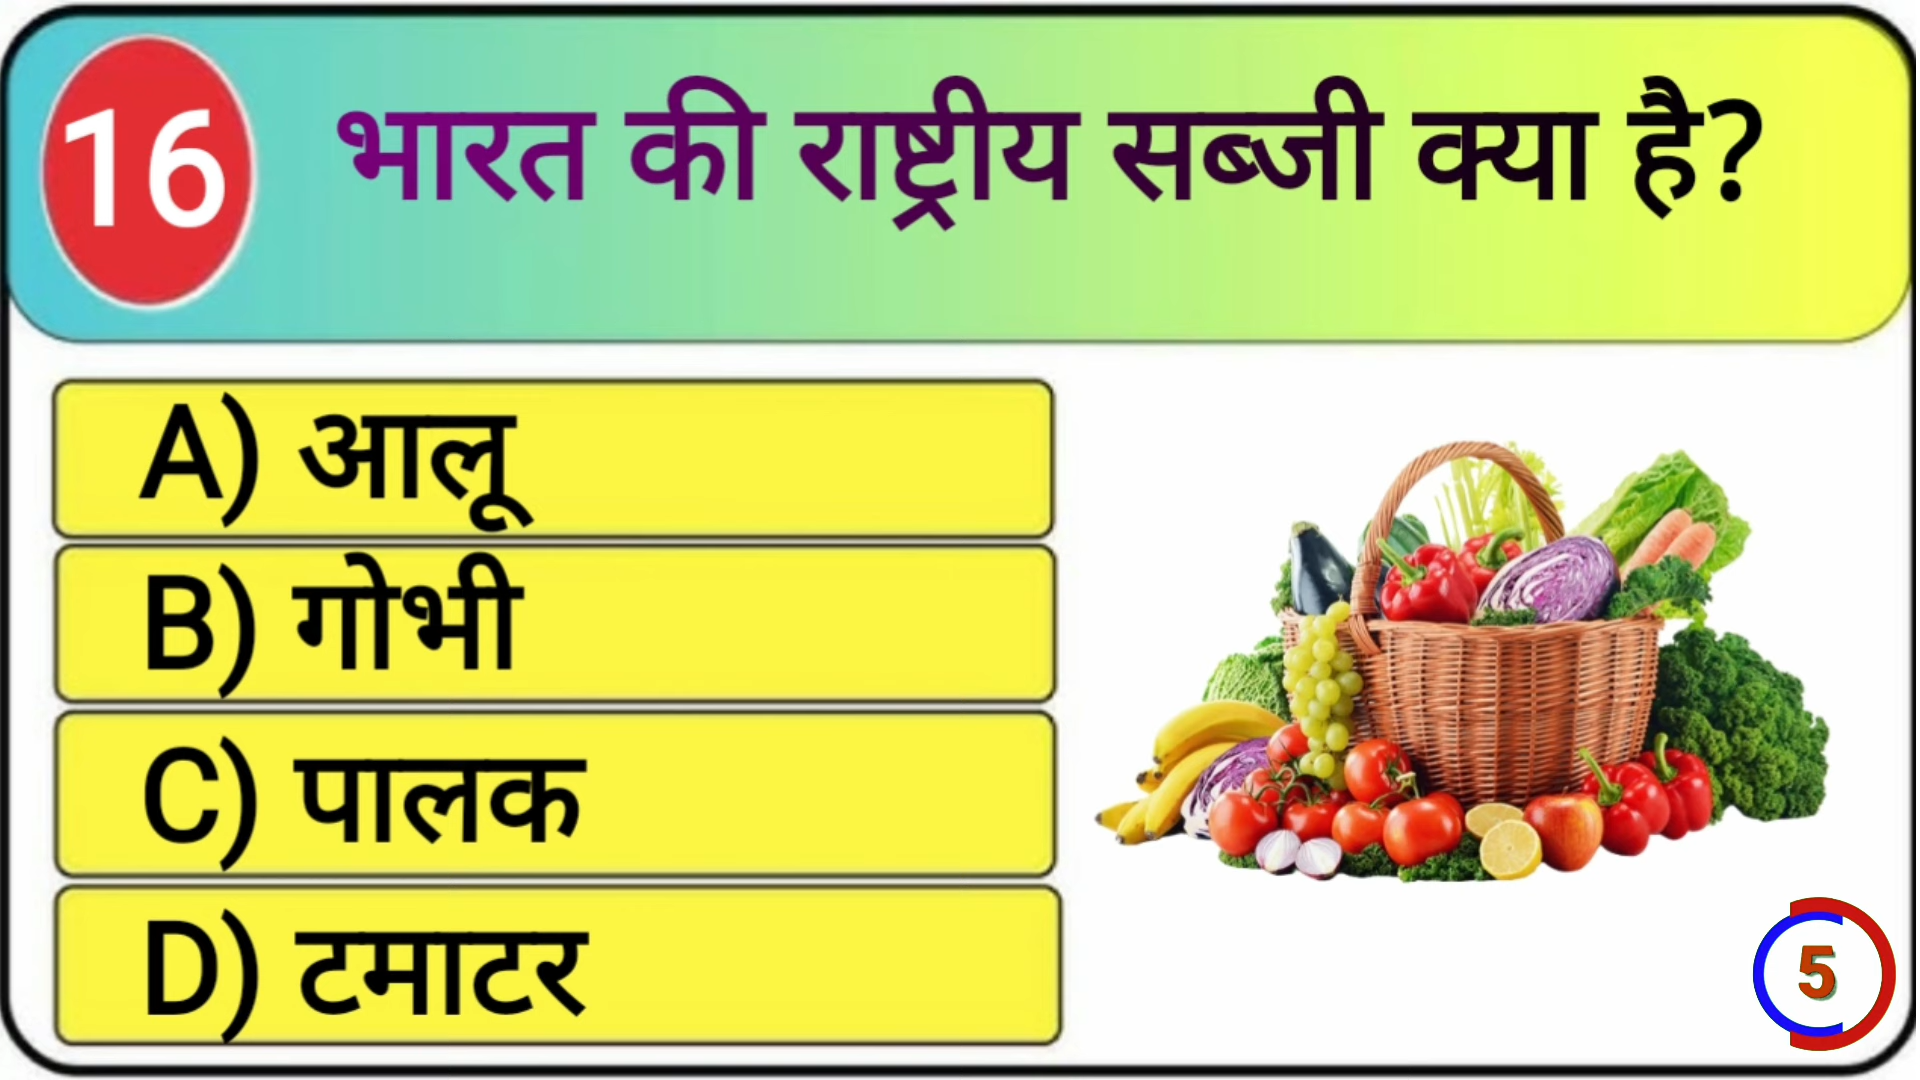 16
भारत की राष्ट्रीय सब्जी क्या है?
A) आलू
B) गोभी
C) पालक
D) टमाटर
5